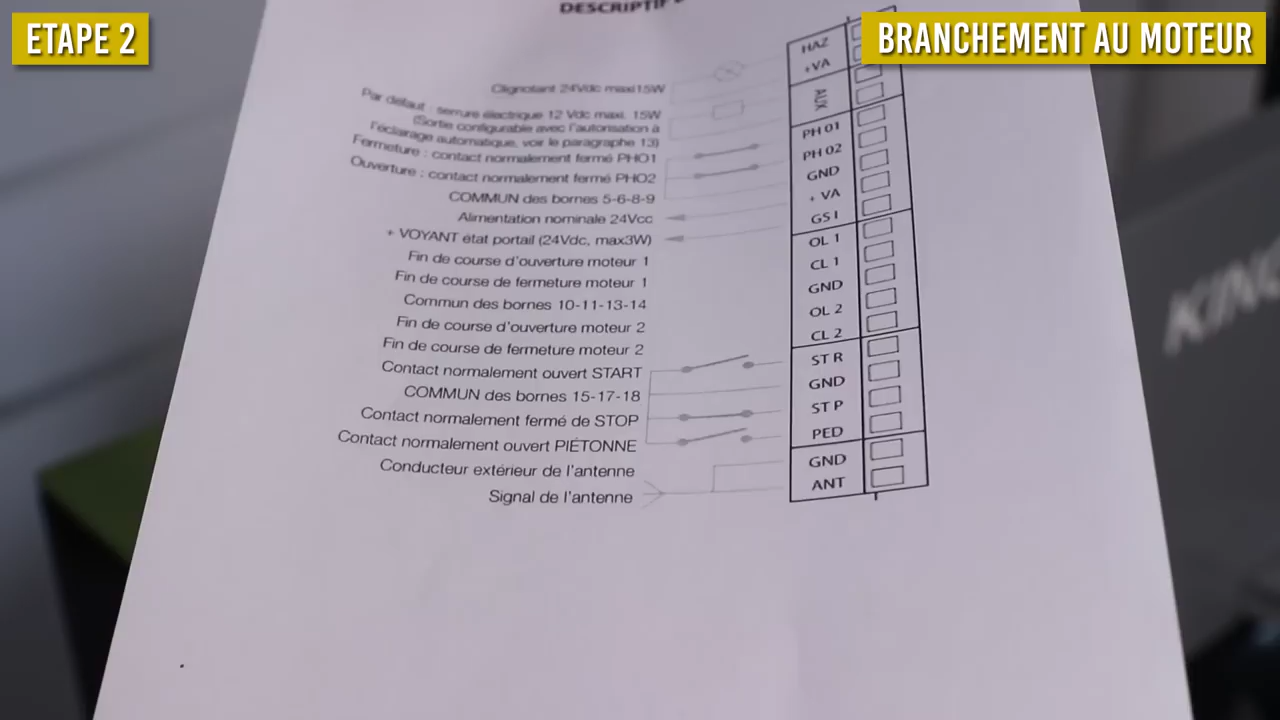 ETAPE 2
BRANCHEMENT AU MOTEUR
DESCRIPTIF
Clignotant 24Vdc maxi15W
Par défaut : serrure électrique 12 Vdc maxi. 15W
(Sortie configurable avec l'autorisation à
l'éclairage automatique, voir le paragraphe 13)
Fermeture : contact normalement fermé PHO1
Ouverture : contact normalement fermé PHO2
COMMUN des bornes 5-6-8-9
Alimentation nominale 24Vcc
+ VOYANT état portail (24Vdc, max3W)
Fin de course d'ouverture moteur 1
Fin de course de fermeture moteur 1
Commun des bornes 10-11-13-14
Fin de course d'ouverture moteur 2
Fin de course de fermeture moteur 2
Contact normalement ouvert START
COMMUN des bornes 15-17-18
Contact normalement fermé de STOP
Contact normalement ouvert PIÉTONNE
Conducteur extérieur de l'antenne
Signal de l'antenne
HAZ
+VA
AUX
PH 01
PH 02
GND
+ VA
GS I
OL 1
CL 1
GND
OL 2
CL 2
ST R
GND
ST P
PED
GND
ANT
KING